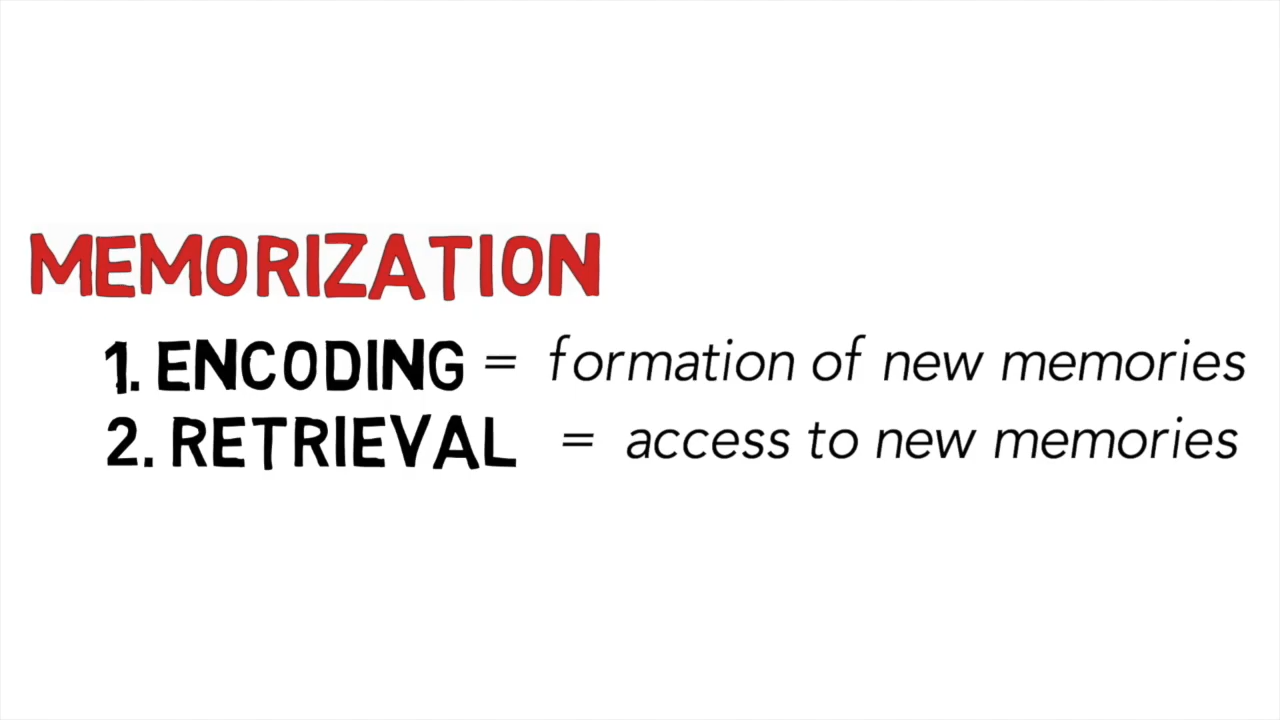 MEMORIZATION
1. ENCODING = formation of new memories
2. RETRIEVAL = access to new memories